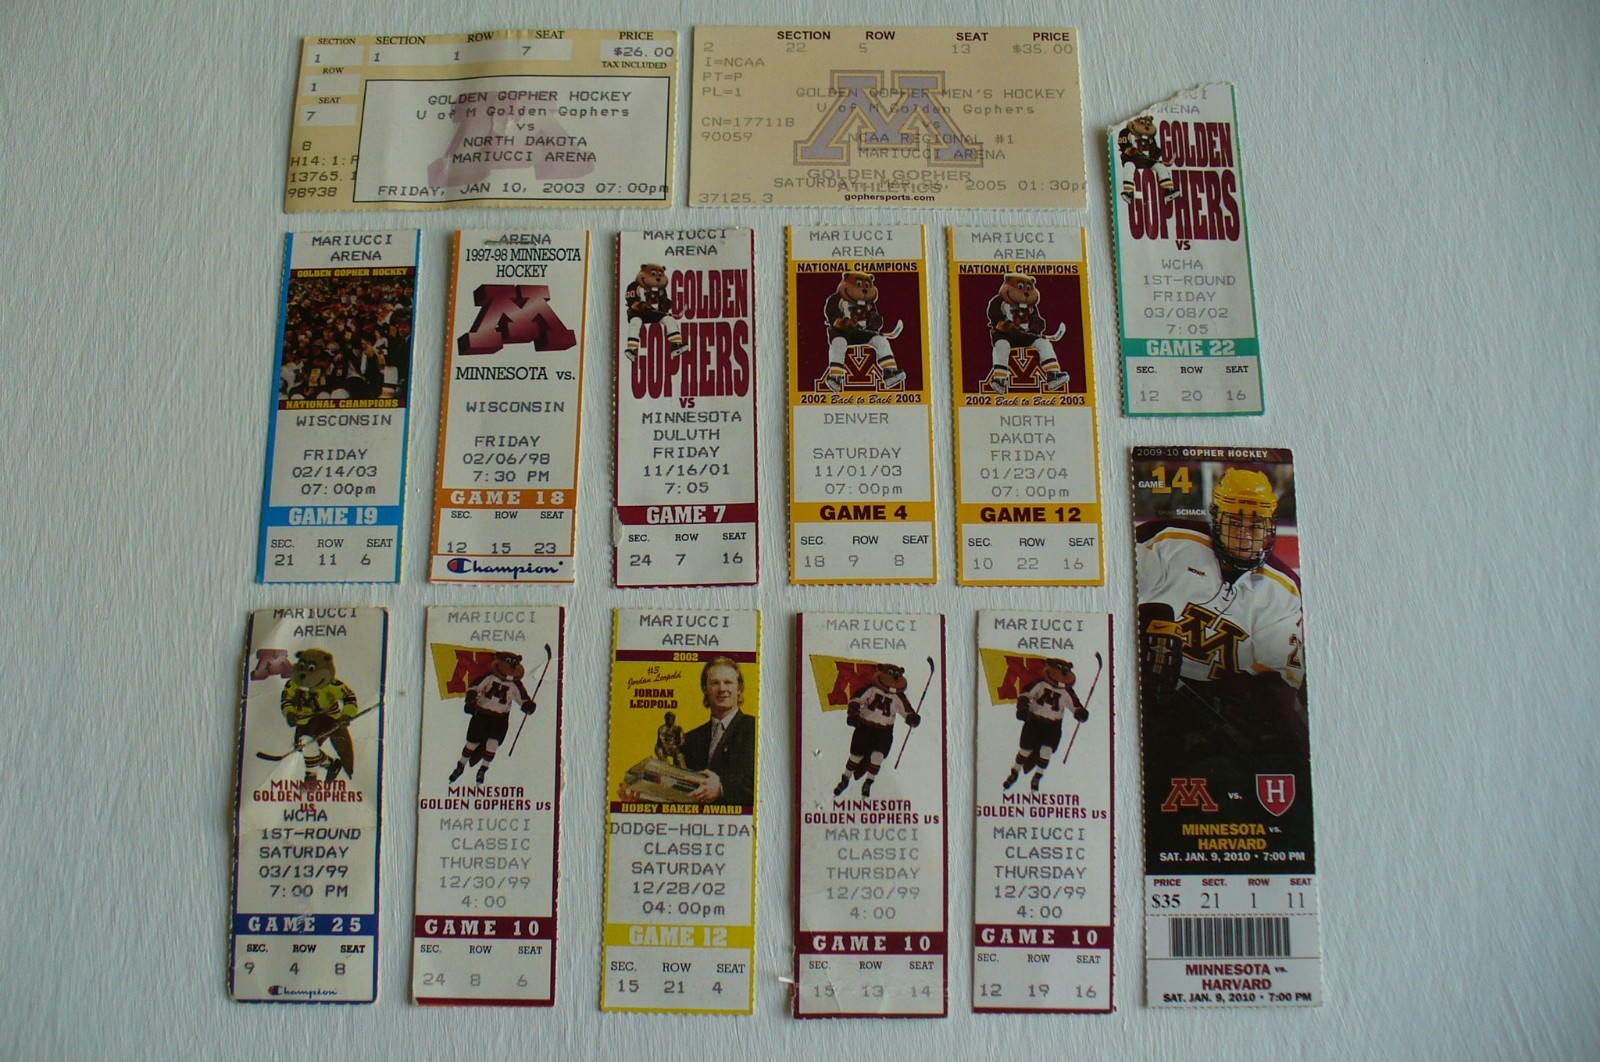 SECTION SECTION ROW SEAT PRICE
1 1 1 7 $26.00
TAX INCLUDED
ROW
1
SEAT
7
GOLDEN GOPHER HOCKEY
U of M Golden Gophers
vs
NORTH DAKOTA
MARIUCCI ARENA
FRIDAY, JAN 10, 2003 07:00pm
8
H14:1:F
13765.1
98938
SECTION ROW SEAT PRICE
2 22 5 13 $35.00
I=NCAA
PT=P
PL=1
CN=17711B
90059
GOLDEN GOPHER MEN'S HOCKEY
U of M Golden Gophers
vs
NCAA REGIONAL #1
MARIUCCI ARENA
GOLDEN GOPHER
ATHLETICS
SATURDAY, 2005 01:30pm
gophersports.com
37125.3
ARENA
GOLDEN
GOPHERS
VS
WCHA
1ST-ROUND
FRIDAY
03/08/02
7:05
GAME 22
SEC. ROW SEAT
12 20 16
MARIUCCI
ARENA
GOLDEN GOPHER HOCKEY
NATIONAL CHAMPIONS
WISCONSIN
FRIDAY
02/14/03
07:00pm
GAME 19
SEC. ROW SEAT
21 11 6
ARENA
1997-98 MINNESOTA
HOCKEY
M
MINNESOTA vs.
WISCONSIN
FRIDAY
02/06/98
7:30 PM
GAME 18
SEC. ROW SEAT
12 15 23
Champion
MARIUCCI
ARENA
GOLDEN
GOPHERS
VS
MINNESOTA
DULUTH
FRIDAY
11/16/01
7:05
GAME 7
SEC. ROW SEAT
24 7 16
MARIUCCI
ARENA
NATIONAL CHAMPIONS
2002 Back to Back 2003
DENVER
SATURDAY
11/01/03
07:00pm
GAME 4
SEC. ROW SEAT
18 9 8
MARIUCCI
ARENA
NATIONAL CHAMPIONS
2002 Back to Back 2003
NORTH
DAKOTA
FRIDAY
01/23/04
07:00pm
GAME 12
SEC. ROW SEAT
10 22 16
2009-10 GOPHER HOCKEY
GAME 14
SCHACK
M vs. H
MINNESOTA vs.
HARVARD
SAT. JAN. 9, 2010 • 7:00 PM
PRICE SECT. ROW SEAT
$35 21 1 11
MINNESOTA vs.
HARVARD
SAT. JAN. 9, 2010 • 7:00 PM
MARIUCCI
ARENA
MINNESOTA
GOLDEN GOPHERS
VS
WCHA
1ST-ROUND
SATURDAY
03/13/99
7:00 PM
GAME 25
SEC. ROW SEAT
9 4 8
Champion
MARIUCCI
ARENA
MINNESOTA
GOLDEN GOPHERS VS
MARIUCCI
CLASSIC
THURSDAY
12/30/99
4:00
GAME 10
SEC. ROW SEAT
24 8 6
MARIUCCI
ARENA
2002
#3
Jordan Leopold
JORDAN
LEOPOLD
HOBEY BAKER AWARD
DODGE-HOLIDAY
CLASSIC
SATURDAY
12/28/02
04:00pm
GAME 12
SEC. ROW SEAT
15 21 4
MARIUCCI
ARENA
MINNESOTA
GOLDEN GOPHERS VS
MARIUCCI
CLASSIC
THURSDAY
12/30/99
4:00
GAME 10
SEC. ROW SEAT
15 13 14
MARIUCCI
ARENA
MINNESOTA
GOLDEN GOPHERS VS
MARIUCCI
CLASSIC
THURSDAY
12/30/99
4:00
GAME 10
SEC. ROW SEAT
12 19 16